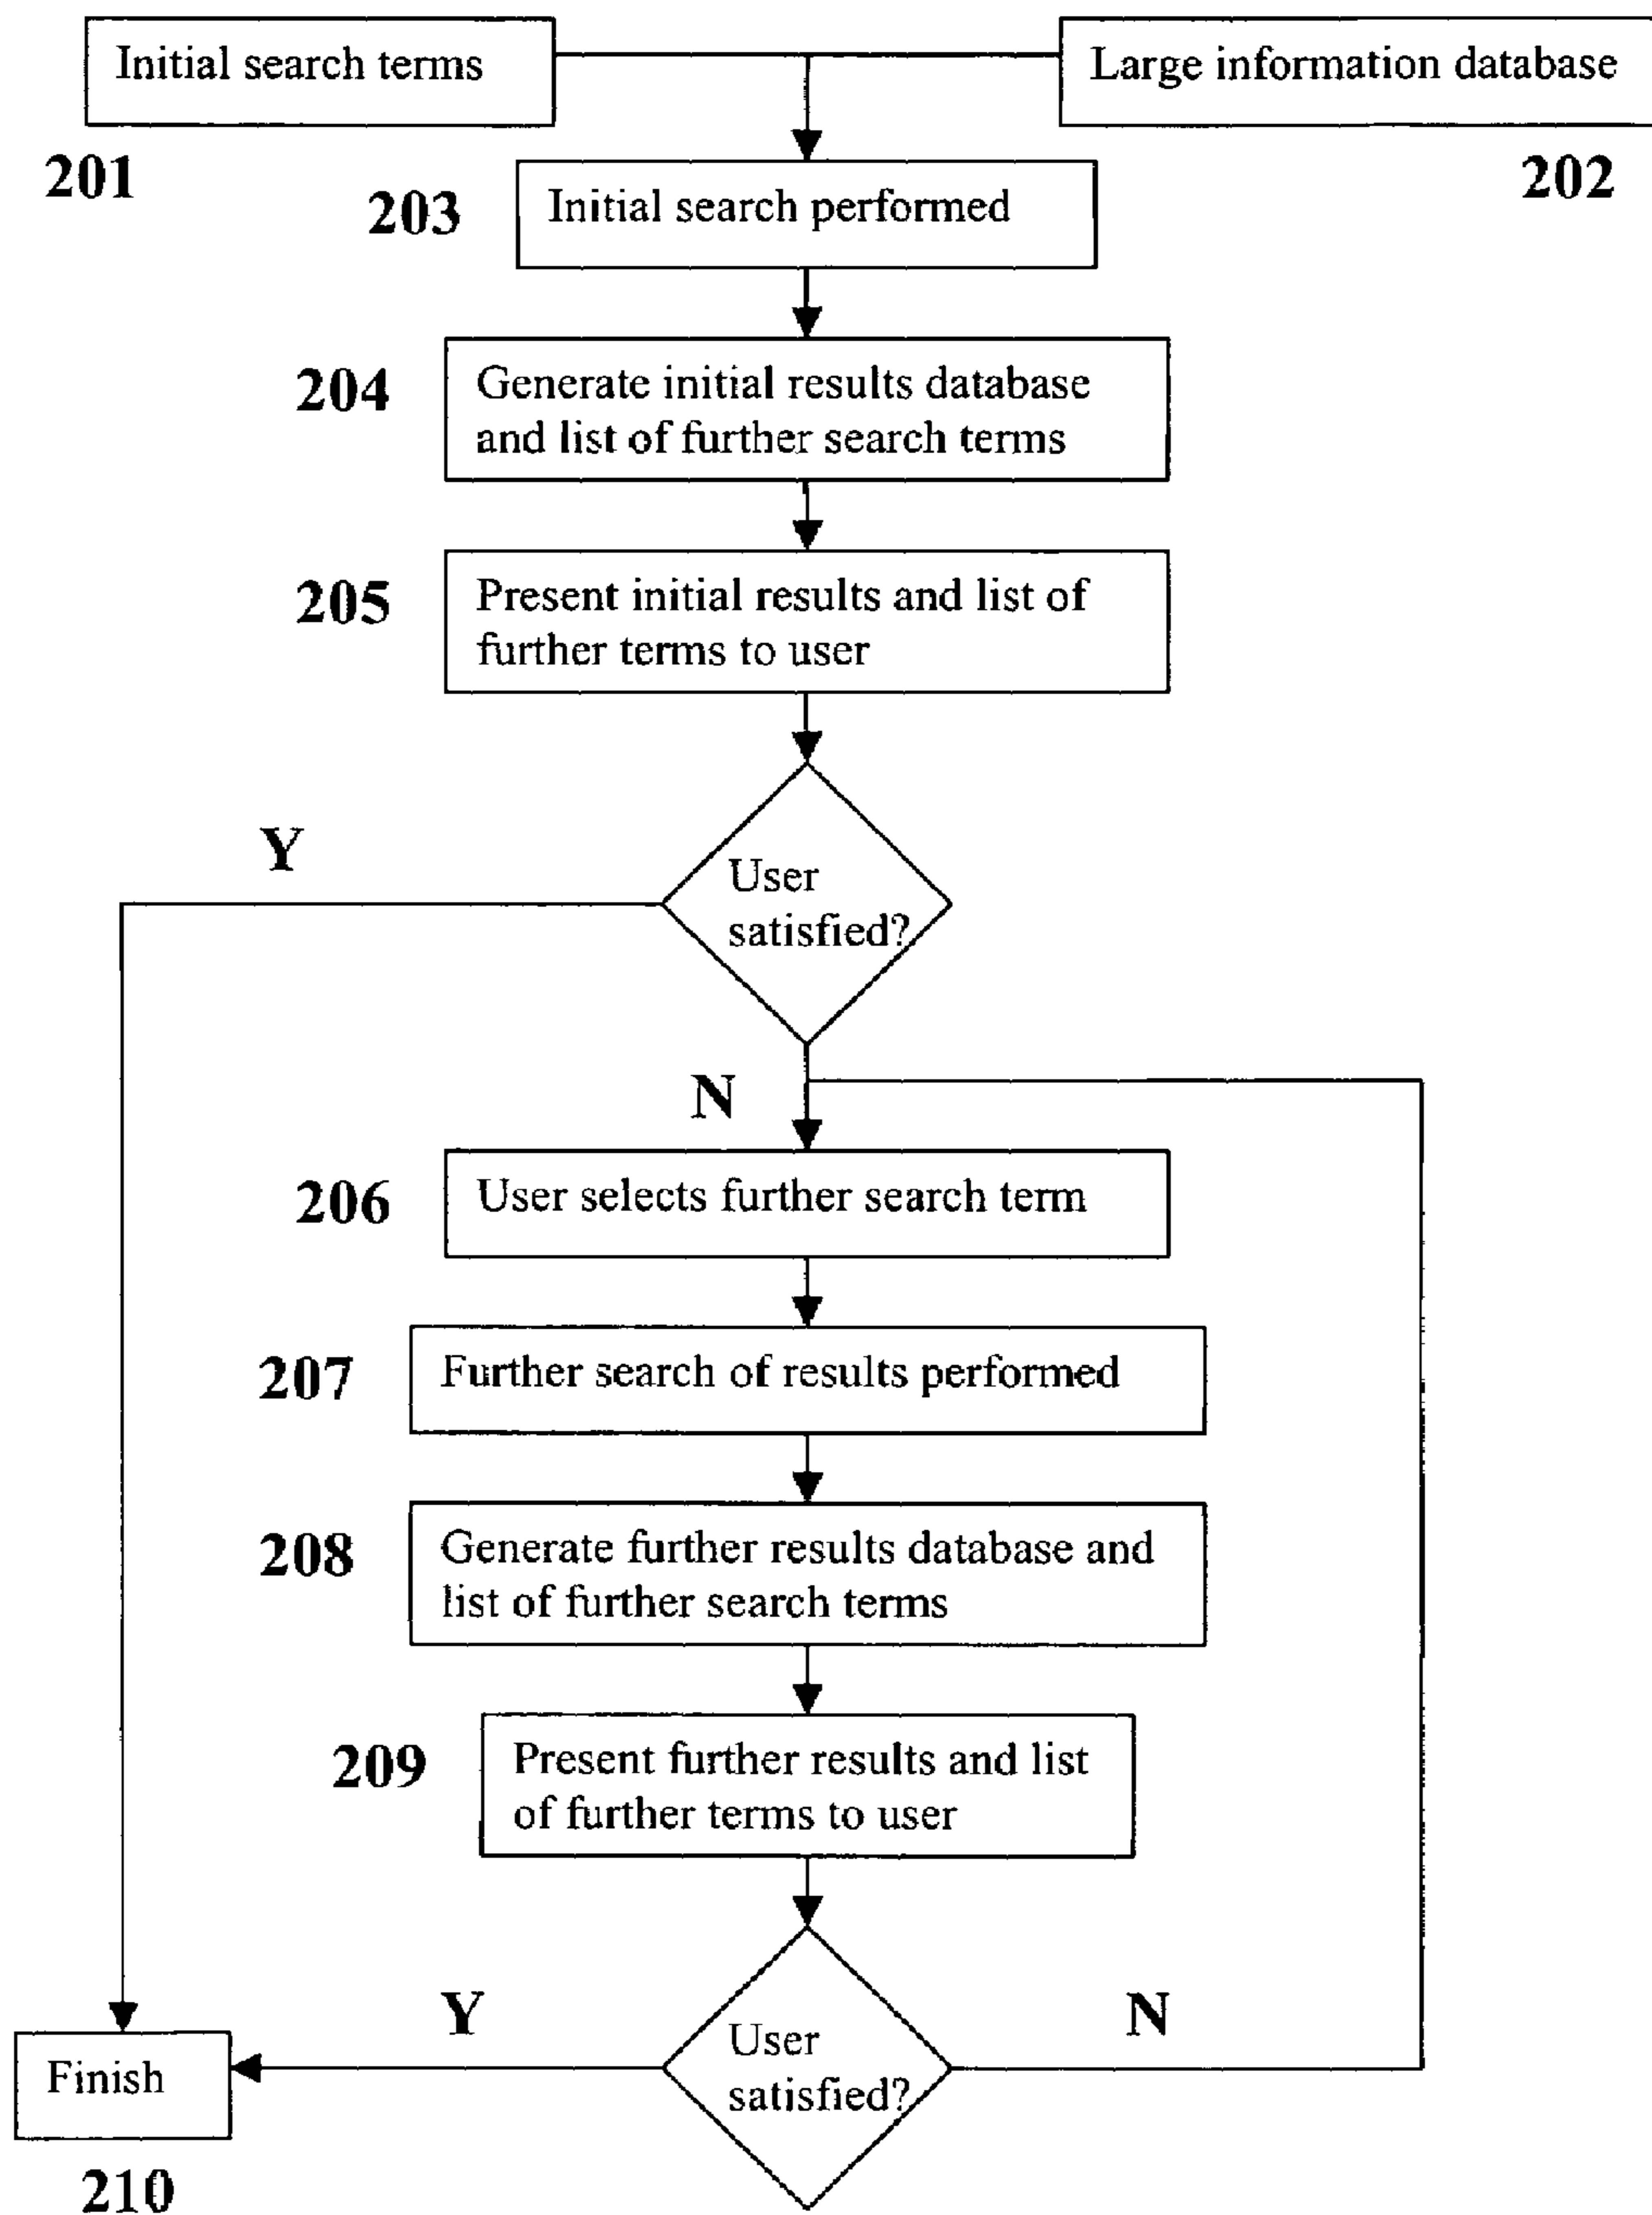 Initial search terms
Large information database
201
202
203
Initial search performed
204
Generate initial results database
and list of further search terms
205
Present initial results and list of
further terms to user
Y
User
satisfied?
N
206
User selects further search term
207
Further search of results performed
208
Generate further results database and
list of further search terms
209
Present further results and list
of further terms to user
Y
N
User
satisfied?
Finish
210